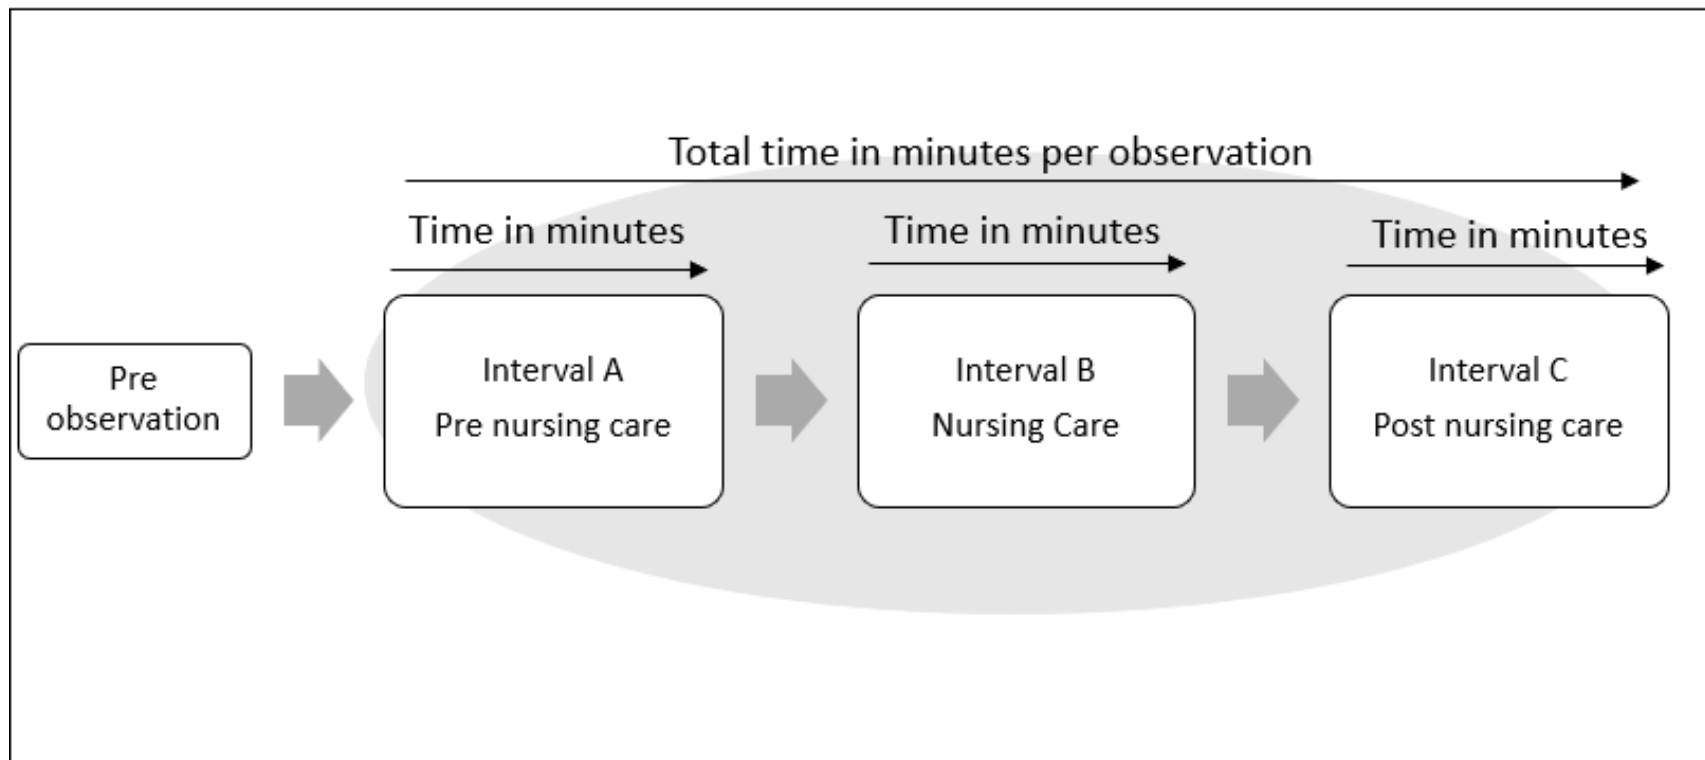 Total time in minutes per observation
Time in minutes
Time in minutes
Time in minutes
Pre
observation
Interval A
Pre nursing care
Interval B
Nursing Care
Interval C
Post nursing care